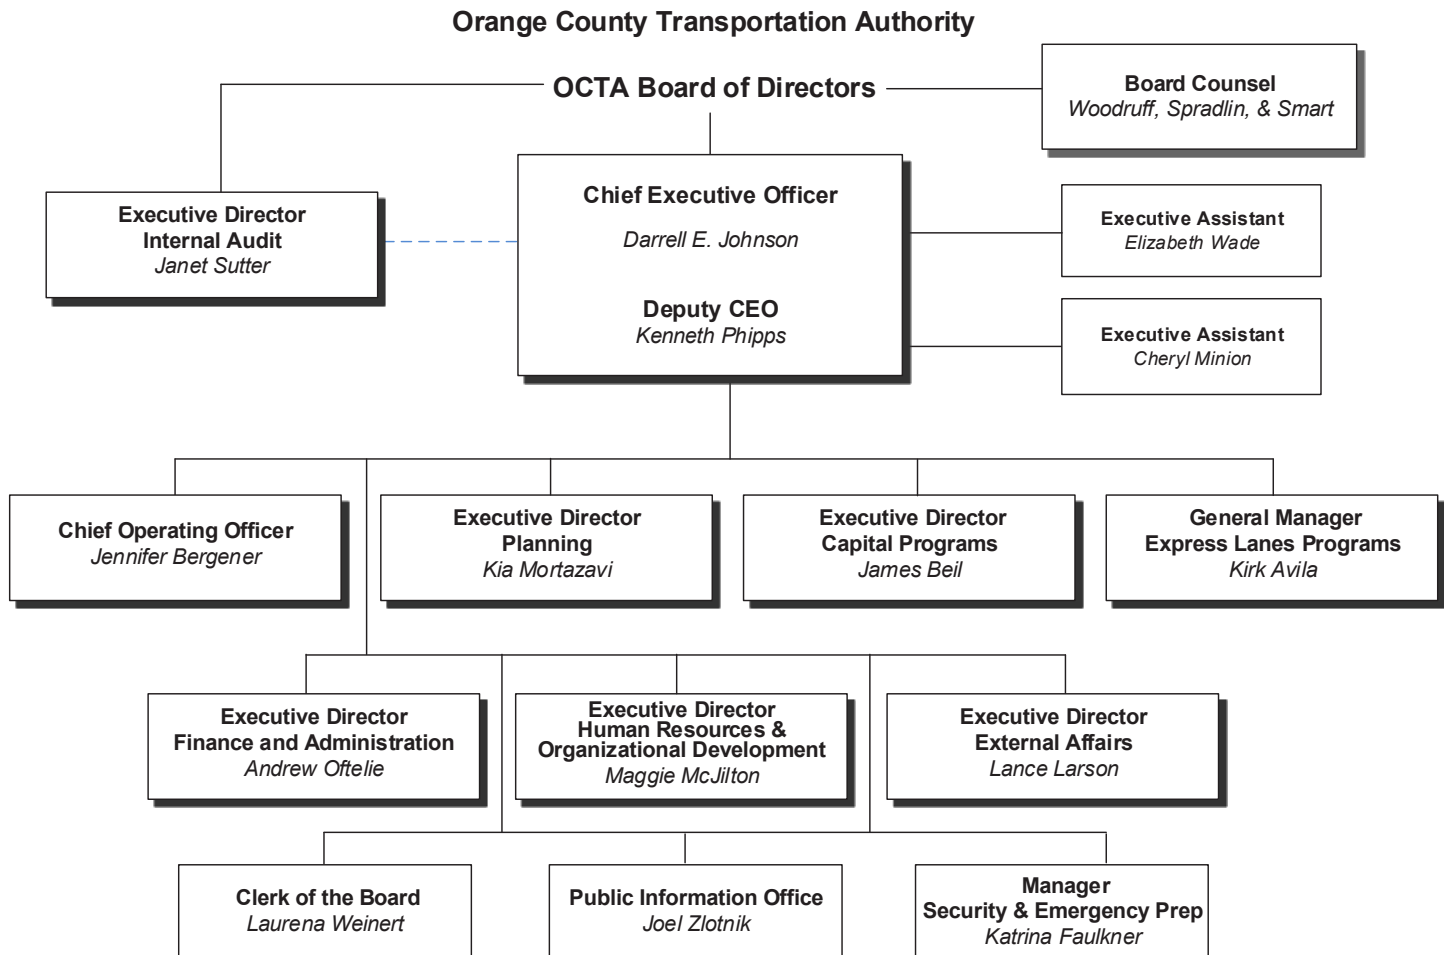 Orange County Transportation Authority
OCTA Board of Directors
Board Counsel
Woodruff, Spradlin, & Smart
Executive Director
Internal Audit
Janet Sutter
Chief Executive Officer
Darrell E. Johnson
Deputy CEO
Kenneth Phipps
Executive Assistant
Elizabeth Wade
Executive Assistant
Cheryl Minion
Chief Operating Officer
Jennifer Bergener
Executive Director
Planning
Kia Mortazavi
Executive Director
Capital Programs
James Beil
General Manager
Express Lanes Programs
Kirk Avila
Executive Director
Finance and Administration
Andrew Oftelie
Executive Director
Human Resources &
Organizational Development
Maggie McJilton
Executive Director
External Affairs
Lance Larson
Clerk of the Board
Laurena Weinert
Public Information Office
Joel Zlotnik
Manager
Security & Emergency Prep
Katrina Faulkner